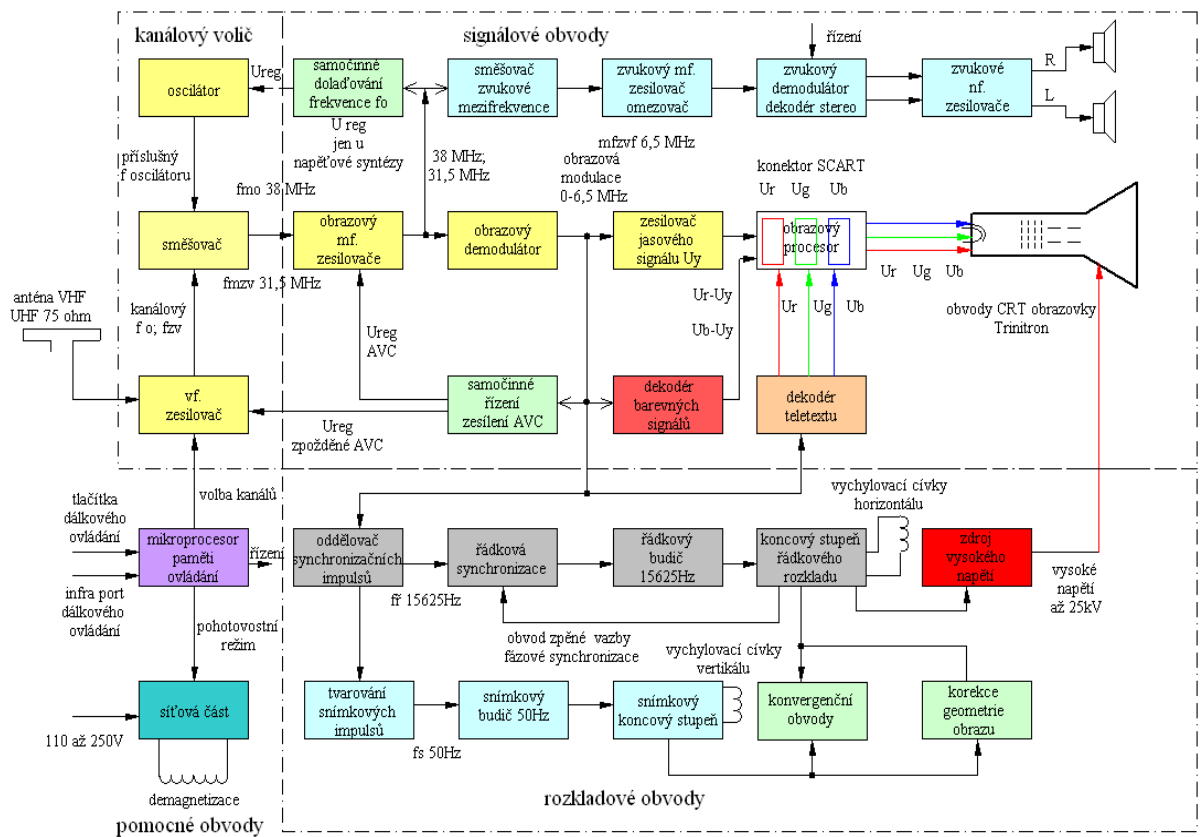 kanálový volič
signálové obvody
řízení
oscilátor
Ureg
samočinné
dolaďování
frekvence fo
směšovač
zvukové
mezifrekvence
zvukový mf.
zesilovač
omezovač
zvukový
demodulátor
dekodér stereo
zvukové
nf.
zesilovače
R
L
U reg
jen u
napěťové syntézy
38 MHz;
31,5 MHz
mfzvf 6,5 MHz
obrazová
modulace
0-6,5 MHz
příslušný
f oscilátoru
fmo 38 MHz
konektor SCART
Ur Ug Ub
směšovač
obrazový
mf.
zesilovače
obrazový
demodulátor
zesilovač
jasového
signálu Uy
obrazový
procesor
Ur Ug Ub
fmzv 31,5 MHz
anténa VHF
UHF 75 ohm
kanálový
f o; fzv
Ureg
AVC
Ur-Uy
Ub-Uy
Ur Ug Ub
obvody CRT obrazovky
Trinitron
vf.
zesilovač
samočinné
řízení
zesílení AVC
dekodér
barevných
signálů
dekodér
teletextu
Ureg
zpožděné AVC
volba kanálů
tlačítka
dálkového
ovládání
vychylovací cívky
horizontálu
mikroprocesor
paměti
ovládání
řízení
oddělovač
synchronizačních
impulsů
řádková
synchronizace
řádkový
budič
15625Hz
koncový stupeň
řádkového
rozkladu
zdroj
vysokého
napětí
vysoké
napětí
až 25kV
fř 15625Hz
infra port
dálkového
ovládání
pohotovostní
režim
obvod zpěné vazby
fázové synchronizace
vychylovací cívky
vertikálu
síťová část
tvarování
snímkových
impulsů
snímkový
budič 50Hz
snímkový
koncový stupeň
konvergenční
obvody
korekce
geometrie
obrazu
110 až 250V
fs 50Hz
demagnetizace
rozkladové obvody
pomocné obvody